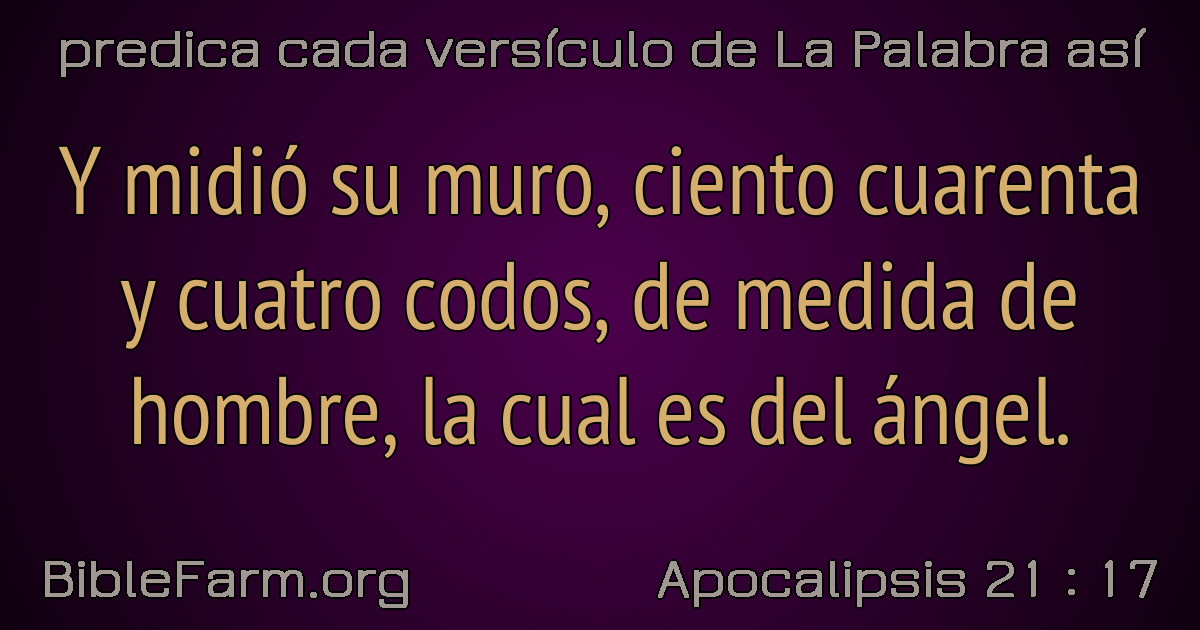 predica cada versículo de La Palabra así
Y midió su muro, ciento cuarenta
y cuatro codos, de medida de
hombre, la cual es del ángel.
BibleFarm.org
Apocalipsis 21 : 17